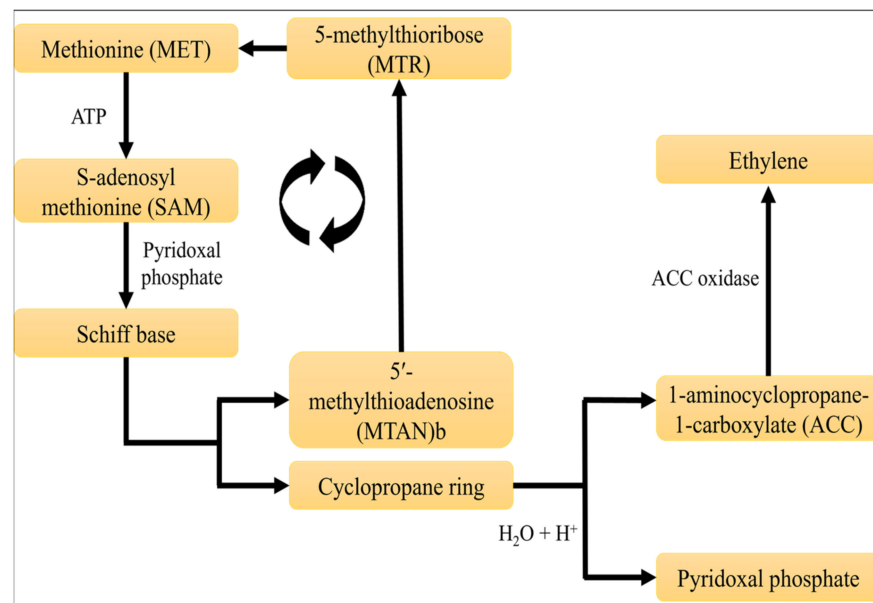 Methionine (MET)
5-methylthioribose
(MTR)
ATP
Ethylene
S-adenosyl
methionine (SAM)
Pyridoxal
phosphate
ACC oxidase
Schiff base
5′-
methylthioadenosine
(MTAN)b
1-aminocyclopropane-
1-carboxylate (ACC)
Cyclopropane ring
H₂O + H⁺
Pyridoxal phosphate